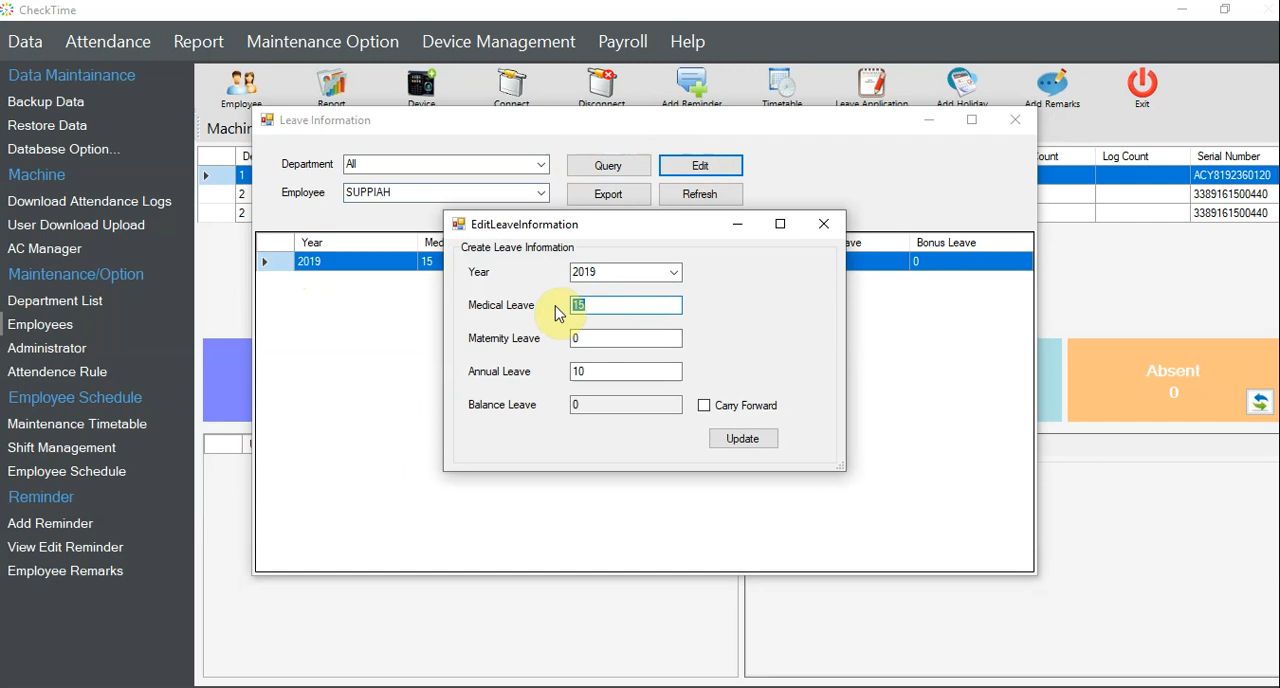 CheckTime
Data Attendance Report Maintenance Option Device Management Payroll Help
Data Maintainance
Backup Data
Restore Data
Database Option...
Machine
Download Attendance Logs
User Download Upload
AC Manager
Maintenance/Option
Department List
Employees
Administrator
Attendence Rule
Employee Schedule
Maintenance Timetable
Shift Management
Employee Schedule
Reminder
Add Reminder
View Edit Reminder
Employee Remarks
Employee Report Device Connect Disconnect Add Reminder Timetable Leave Application Add Holiday Add Remarks Exit
Machin
De
ount Log Count Serial Number
1 ACY8192360120
2 3389161500440
2 3389161500440
Absent
0
Leave Information
Department All Query Edit
Employee SUPPIAH Export Refresh
Year Med ave Bonus Leave
2019 15 0
EditLeaveInformation
Create Leave Information
Year 2019
Medical Leave 15
Maternity Leave 0
Annual Leave 10
Balance Leave 0 Carry Forward
Update